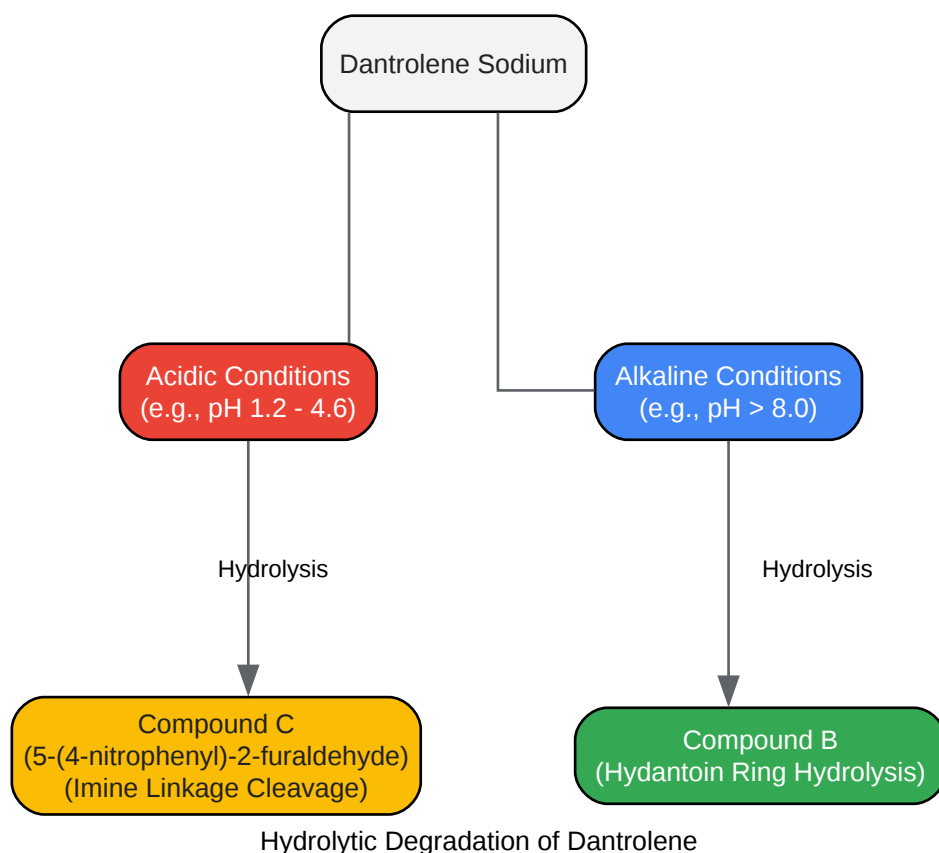 Dantrolene Sodium
Acidic Conditions
(e.g., pH 1.2 - 4.6)
Alkaline Conditions
(e.g., pH > 8.0)
Hydrolysis
Hydrolysis
Compound C
(5-(4-nitrophenyl)-2-furaldehyde)
(Imine Linkage Cleavage)
Compound B
(Hydantoin Ring Hydrolysis)
Hydrolytic Degradation of Dantrolene